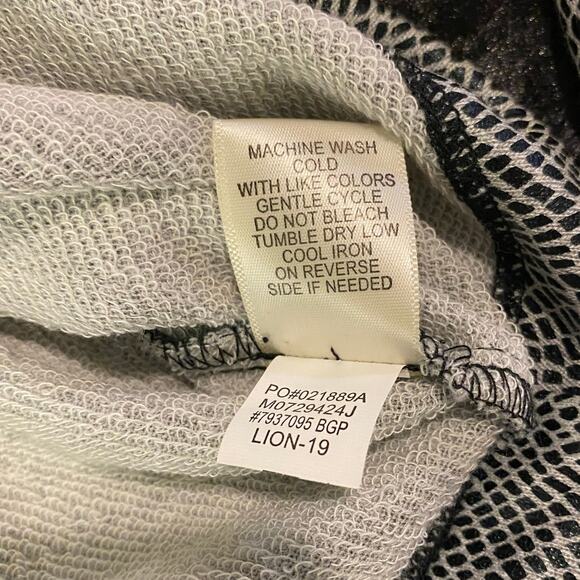 MACHINE WASH
COLD
WITH LIKE COLORS
GENTLE CYCLE
DO NOT BLEACH
TUMBLE DRY LOW
COOL IRON
ON REVERSE
SIDE IF NEEDED
PO#021889A
M0729424J
#7937095 BGP
LION-19